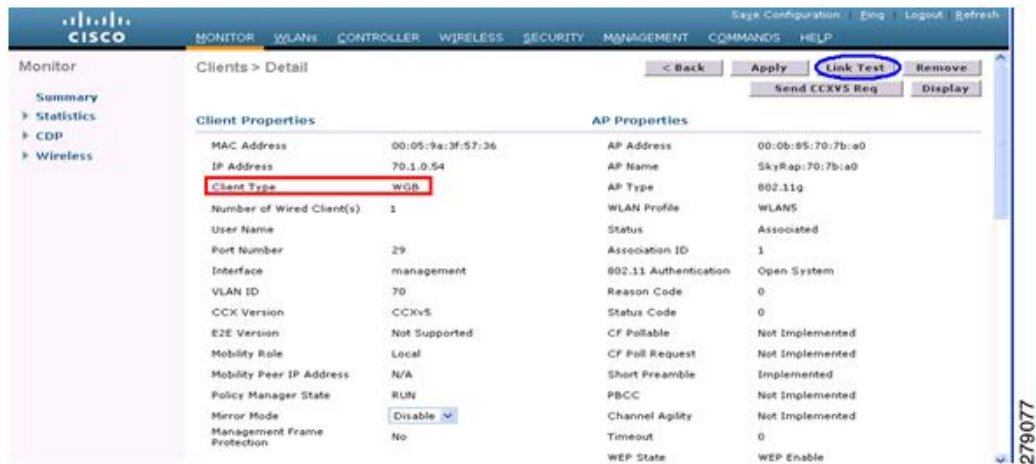 Save Configuration Ping Logout Refresh
CISCO
MONITOR WLANs CONTROLLER WIRELESS SECURITY MANAGEMENT COMMANDS HELP
Monitor
Summary
Statistics
CDP
Wireless
Clients > Detail
< Back Apply Link Test Remove
Send CCXV5 Req Display
Client Properties
MAC Address 00:05:9a:3f:57:36
IP Address 70.1.0.54
Client Type WGB
Number of Wired Client(s) 1
User Name
Port Number 29
Interface management
VLAN ID 70
CCX Version CCXv5
E2E Version Not Supported
Mobility Role Local
Mobility Peer IP Address N/A
Policy Manager State RUN
Mirror Mode Disable
Management Frame
Protection No
AP Properties
AP Address 00:0b:85:70:7b:a0
AP Name SkyRap:70:7b:a0
AP Type 802.11g
WLAN Profile WLAN5
Status Associated
Association ID 1
802.11 Authentication Open System
Reason Code 0
Status Code 0
CF Pollable Not Implemented
CF Poll Request Not Implemented
Short Preamble Implemented
PBCC Not Implemented
Channel Agility Not Implemented
Timeout 0
WEP State WEP Enable
279077